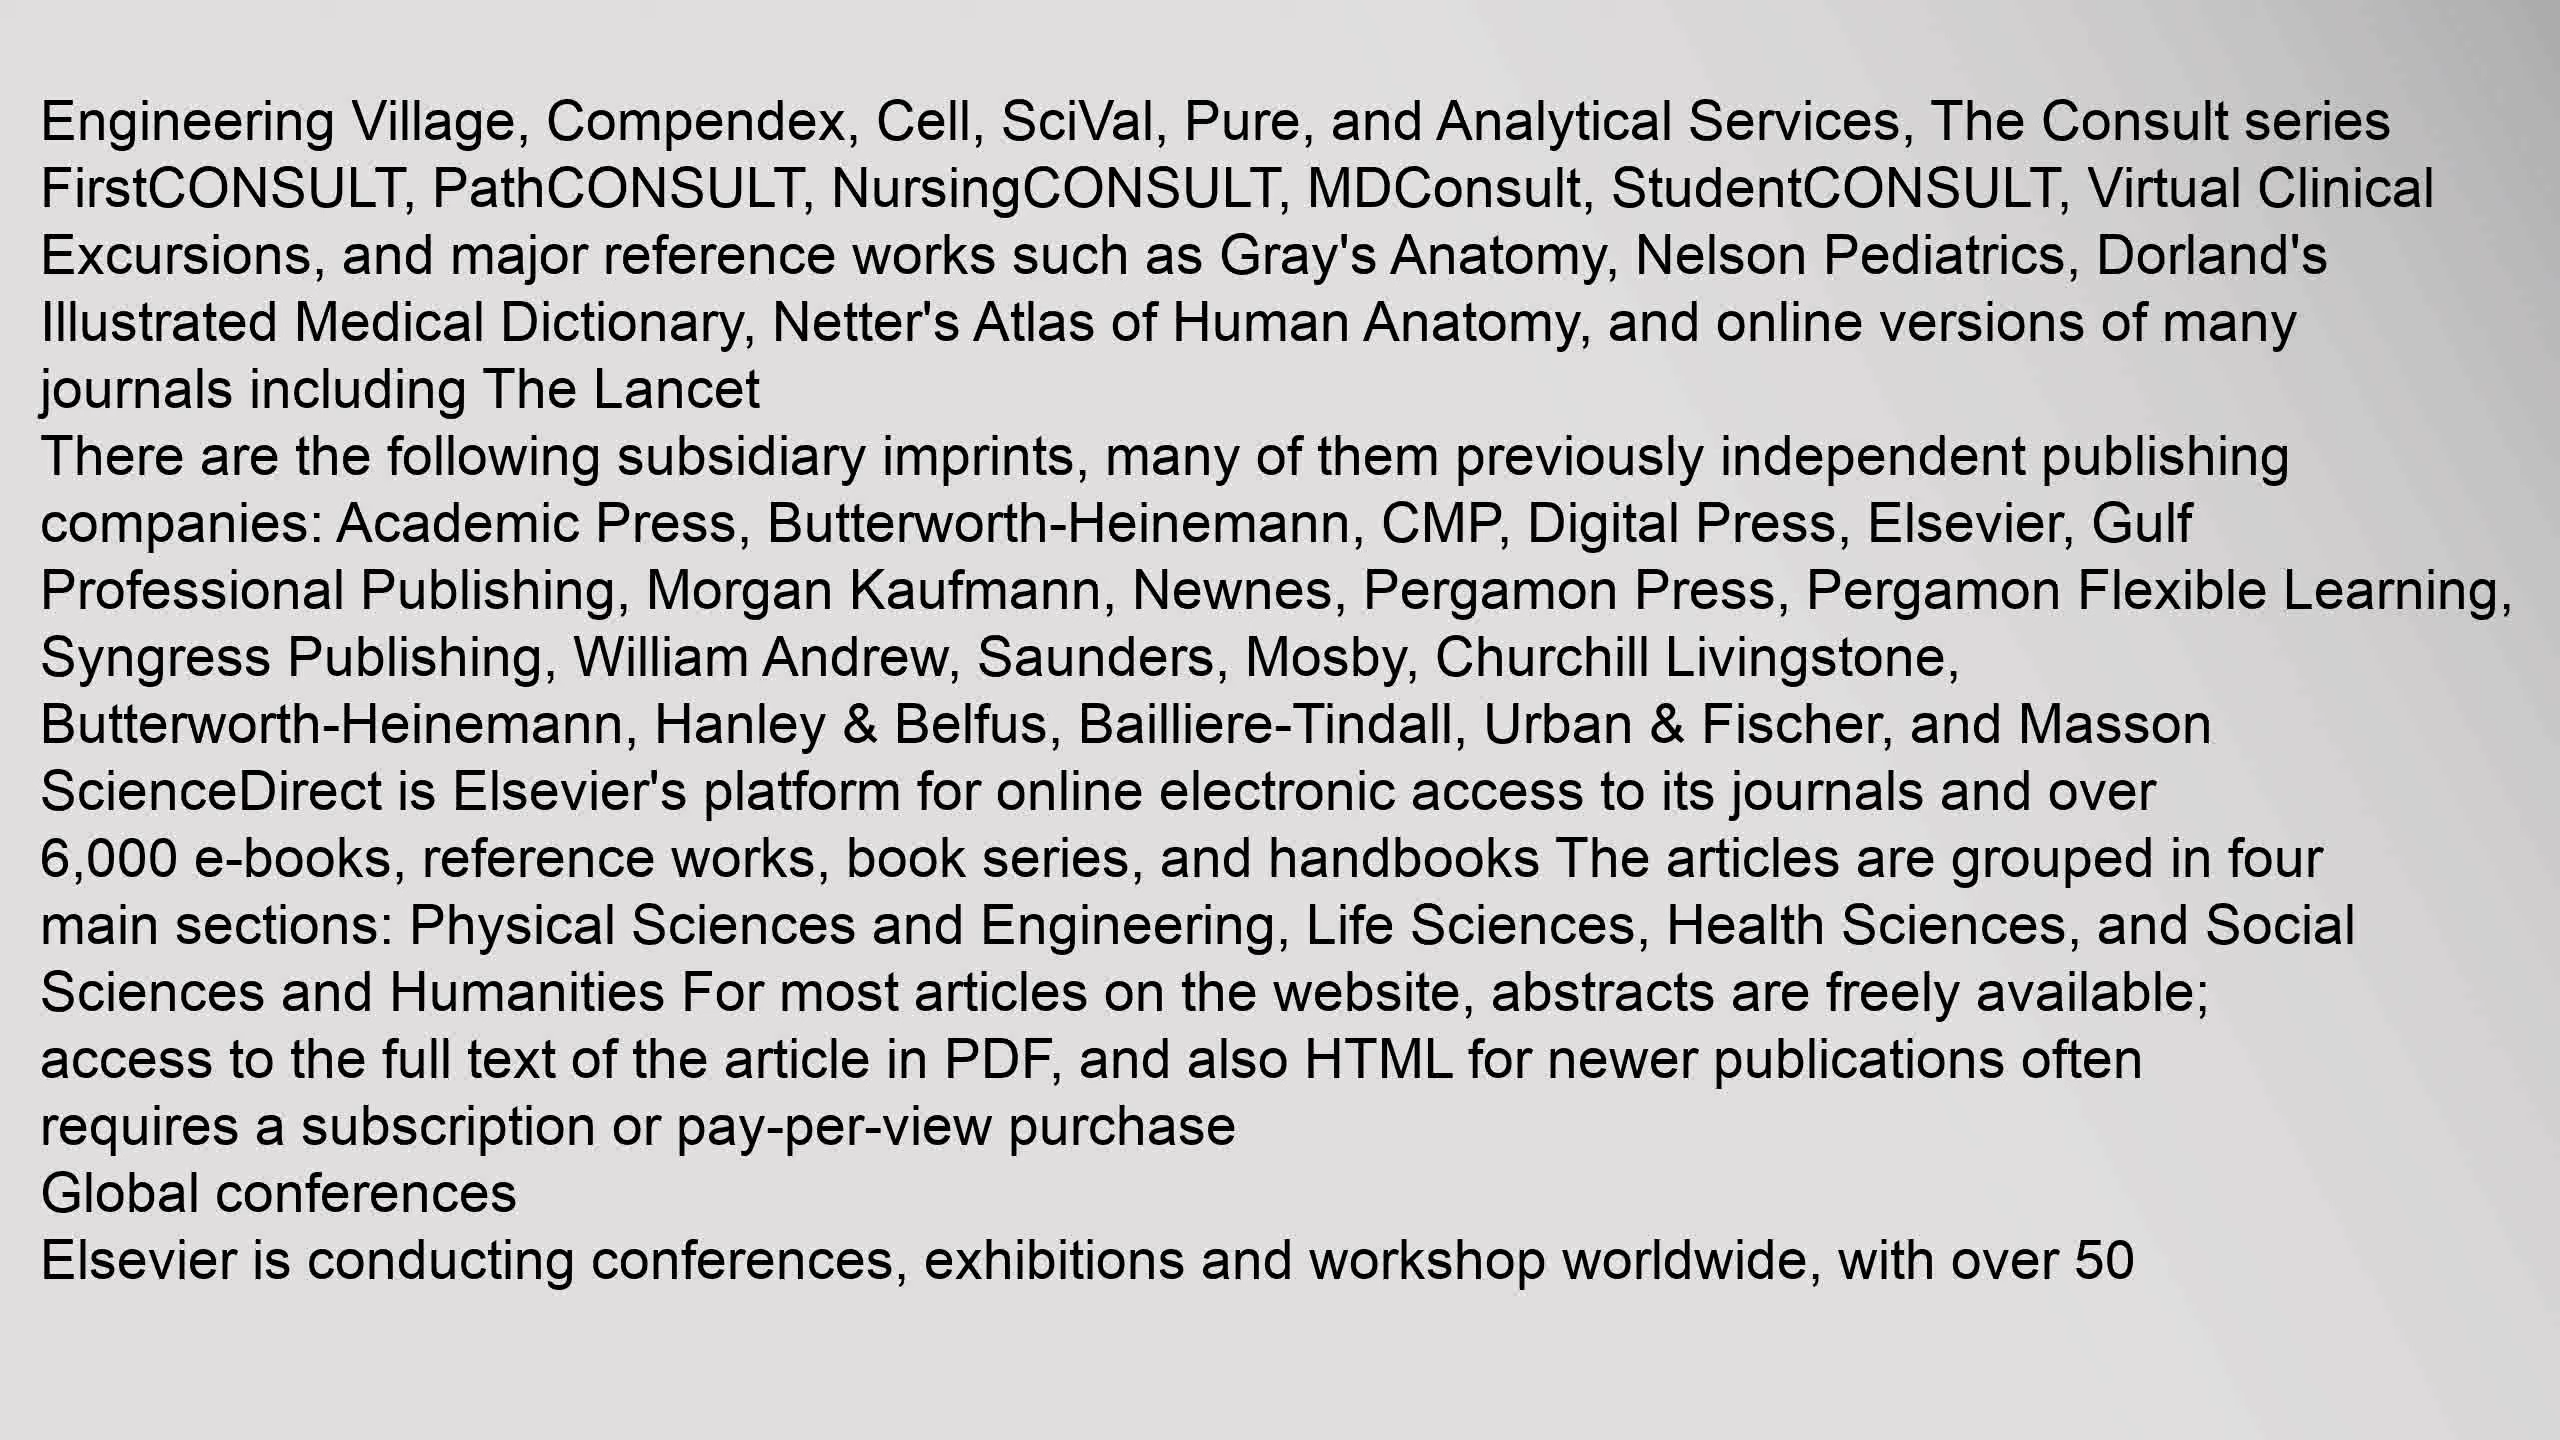 Engineering Village, Compendex, Cell, SciVal, Pure, and Analytical Services, The Consult series
FirstCONSULT, PathCONSULT, NursingCONSULT, MDConsult, StudentCONSULT, Virtual Clinical
Excursions, and major reference works such as Gray's Anatomy, Nelson Pediatrics, Dorland's
Illustrated Medical Dictionary, Netter's Atlas of Human Anatomy, and online versions of many
journals including The Lancet
There are the following subsidiary imprints, many of them previously independent publishing
companies: Academic Press, Butterworth-Heinemann, CMP, Digital Press, Elsevier, Gulf
Professional Publishing, Morgan Kaufmann, Newnes, Pergamon Press, Pergamon Flexible Learning,
Syngress Publishing, William Andrew, Saunders, Mosby, Churchill Livingstone,
Butterworth-Heinemann, Hanley & Belfus, Bailliere-Tindall, Urban & Fischer, and Masson
ScienceDirect is Elsevier's platform for online electronic access to its journals and over
6,000 e-books, reference works, book series, and handbooks The articles are grouped in four
main sections: Physical Sciences and Engineering, Life Sciences, Health Sciences, and Social
Sciences and Humanities For most articles on the website, abstracts are freely available;
access to the full text of the article in PDF, and also HTML for newer publications often
requires a subscription or pay-per-view purchase
Global conferences
Elsevier is conducting conferences, exhibitions and workshop worldwide, with over 50